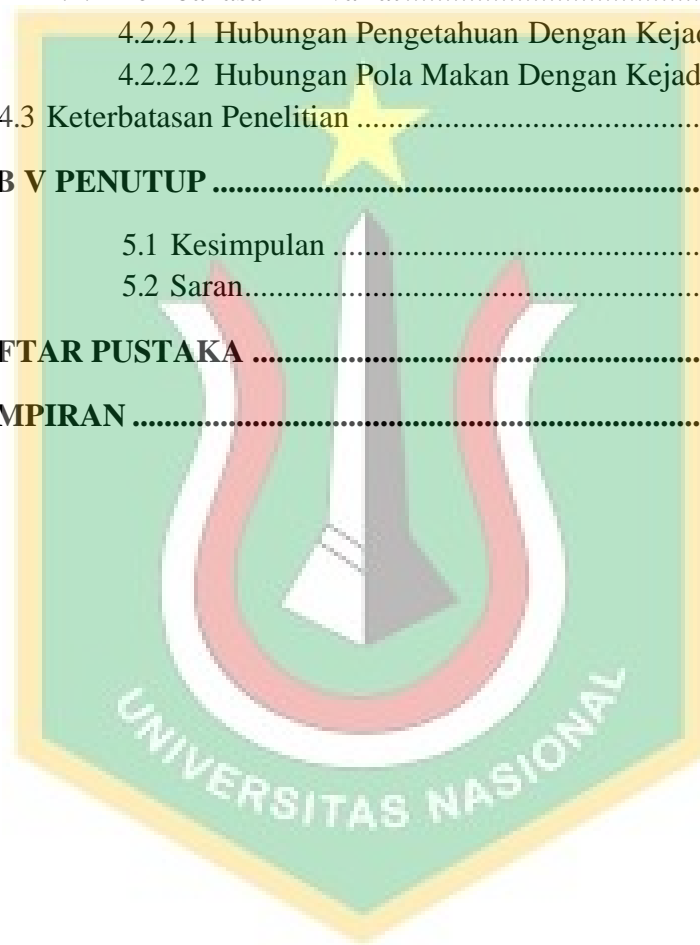 4.2.2.1 Hubungan Pengetahuan Dengan Kejad
4.2.2.2 Hubungan Pola Makan Dengan Kejad
4.3 Keterbatasan Penelitian ................................................
B V PENUTUP ................................................................
5.1 Kesimpulan ................................................
5.2 Saran................................................................
FTAR PUSTAKA ................................................................
MPIRAN ................................................................
UNIVERSITAS NASIONAL